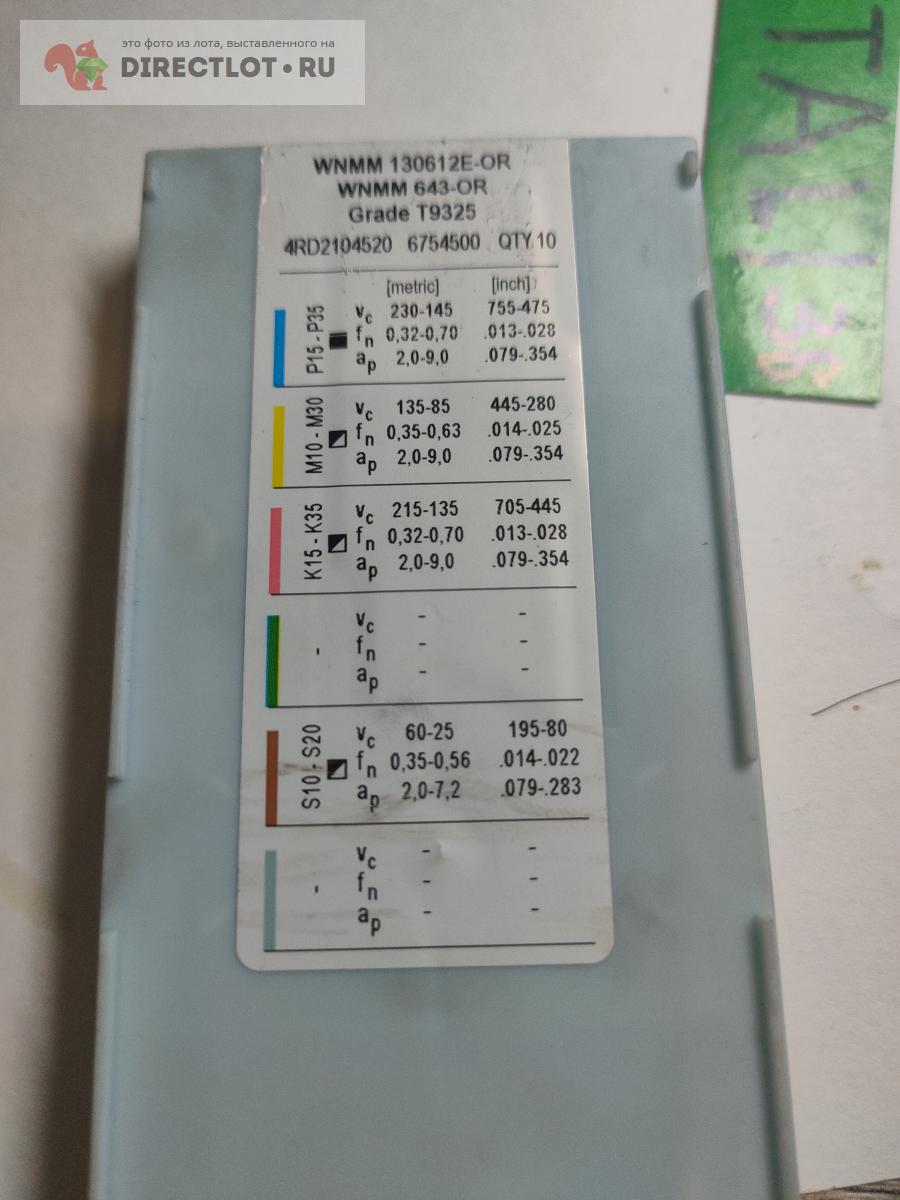 это фото из лота, выставленного на
DIRECTLOT.RU
TALI36
WNMM 130612E-OR
WNMM 643-OR
Grade T9325
4RD2104520 6754500 QTY 10
[metric] [inch]
P15 - P35
vc 230-145 755-475
fn 0,32-0,70 .013-.028
ap 2,0-9,0 .079-.354
M10 - M30
vc 135-85 445-280
fn 0,35-0,63 .014-.025
ap 2,0-9,0 .079-.354
K15 - K35
vc 215-135 705-445
fn 0,32-0,70 .013-.028
ap 2,0-9,0 .079-.354
-
vc - -
fn - -
ap - -
S10 - S20
vc 60-25 195-80
fn 0,35-0,56 .014-.022
ap 2,0-7,2 .079-.283
-
vc - -
fn - -
ap - -